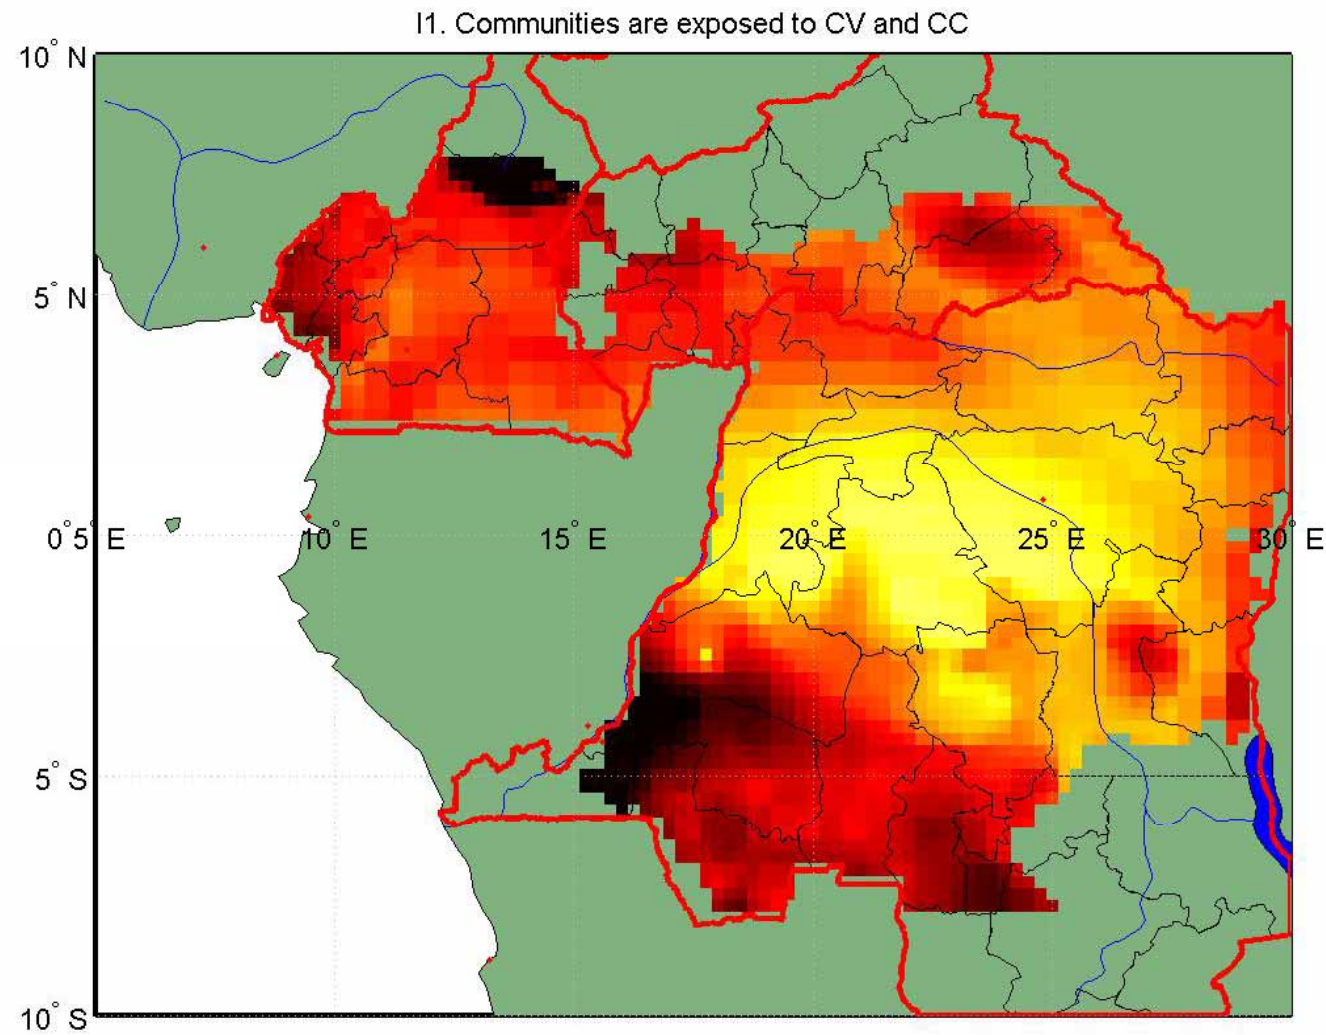 I1. Communities are exposed to CV and CC
10° N
5° N
0° 5° E
10° E
15° E
20° E
25° E
30° E
5° S
10° S